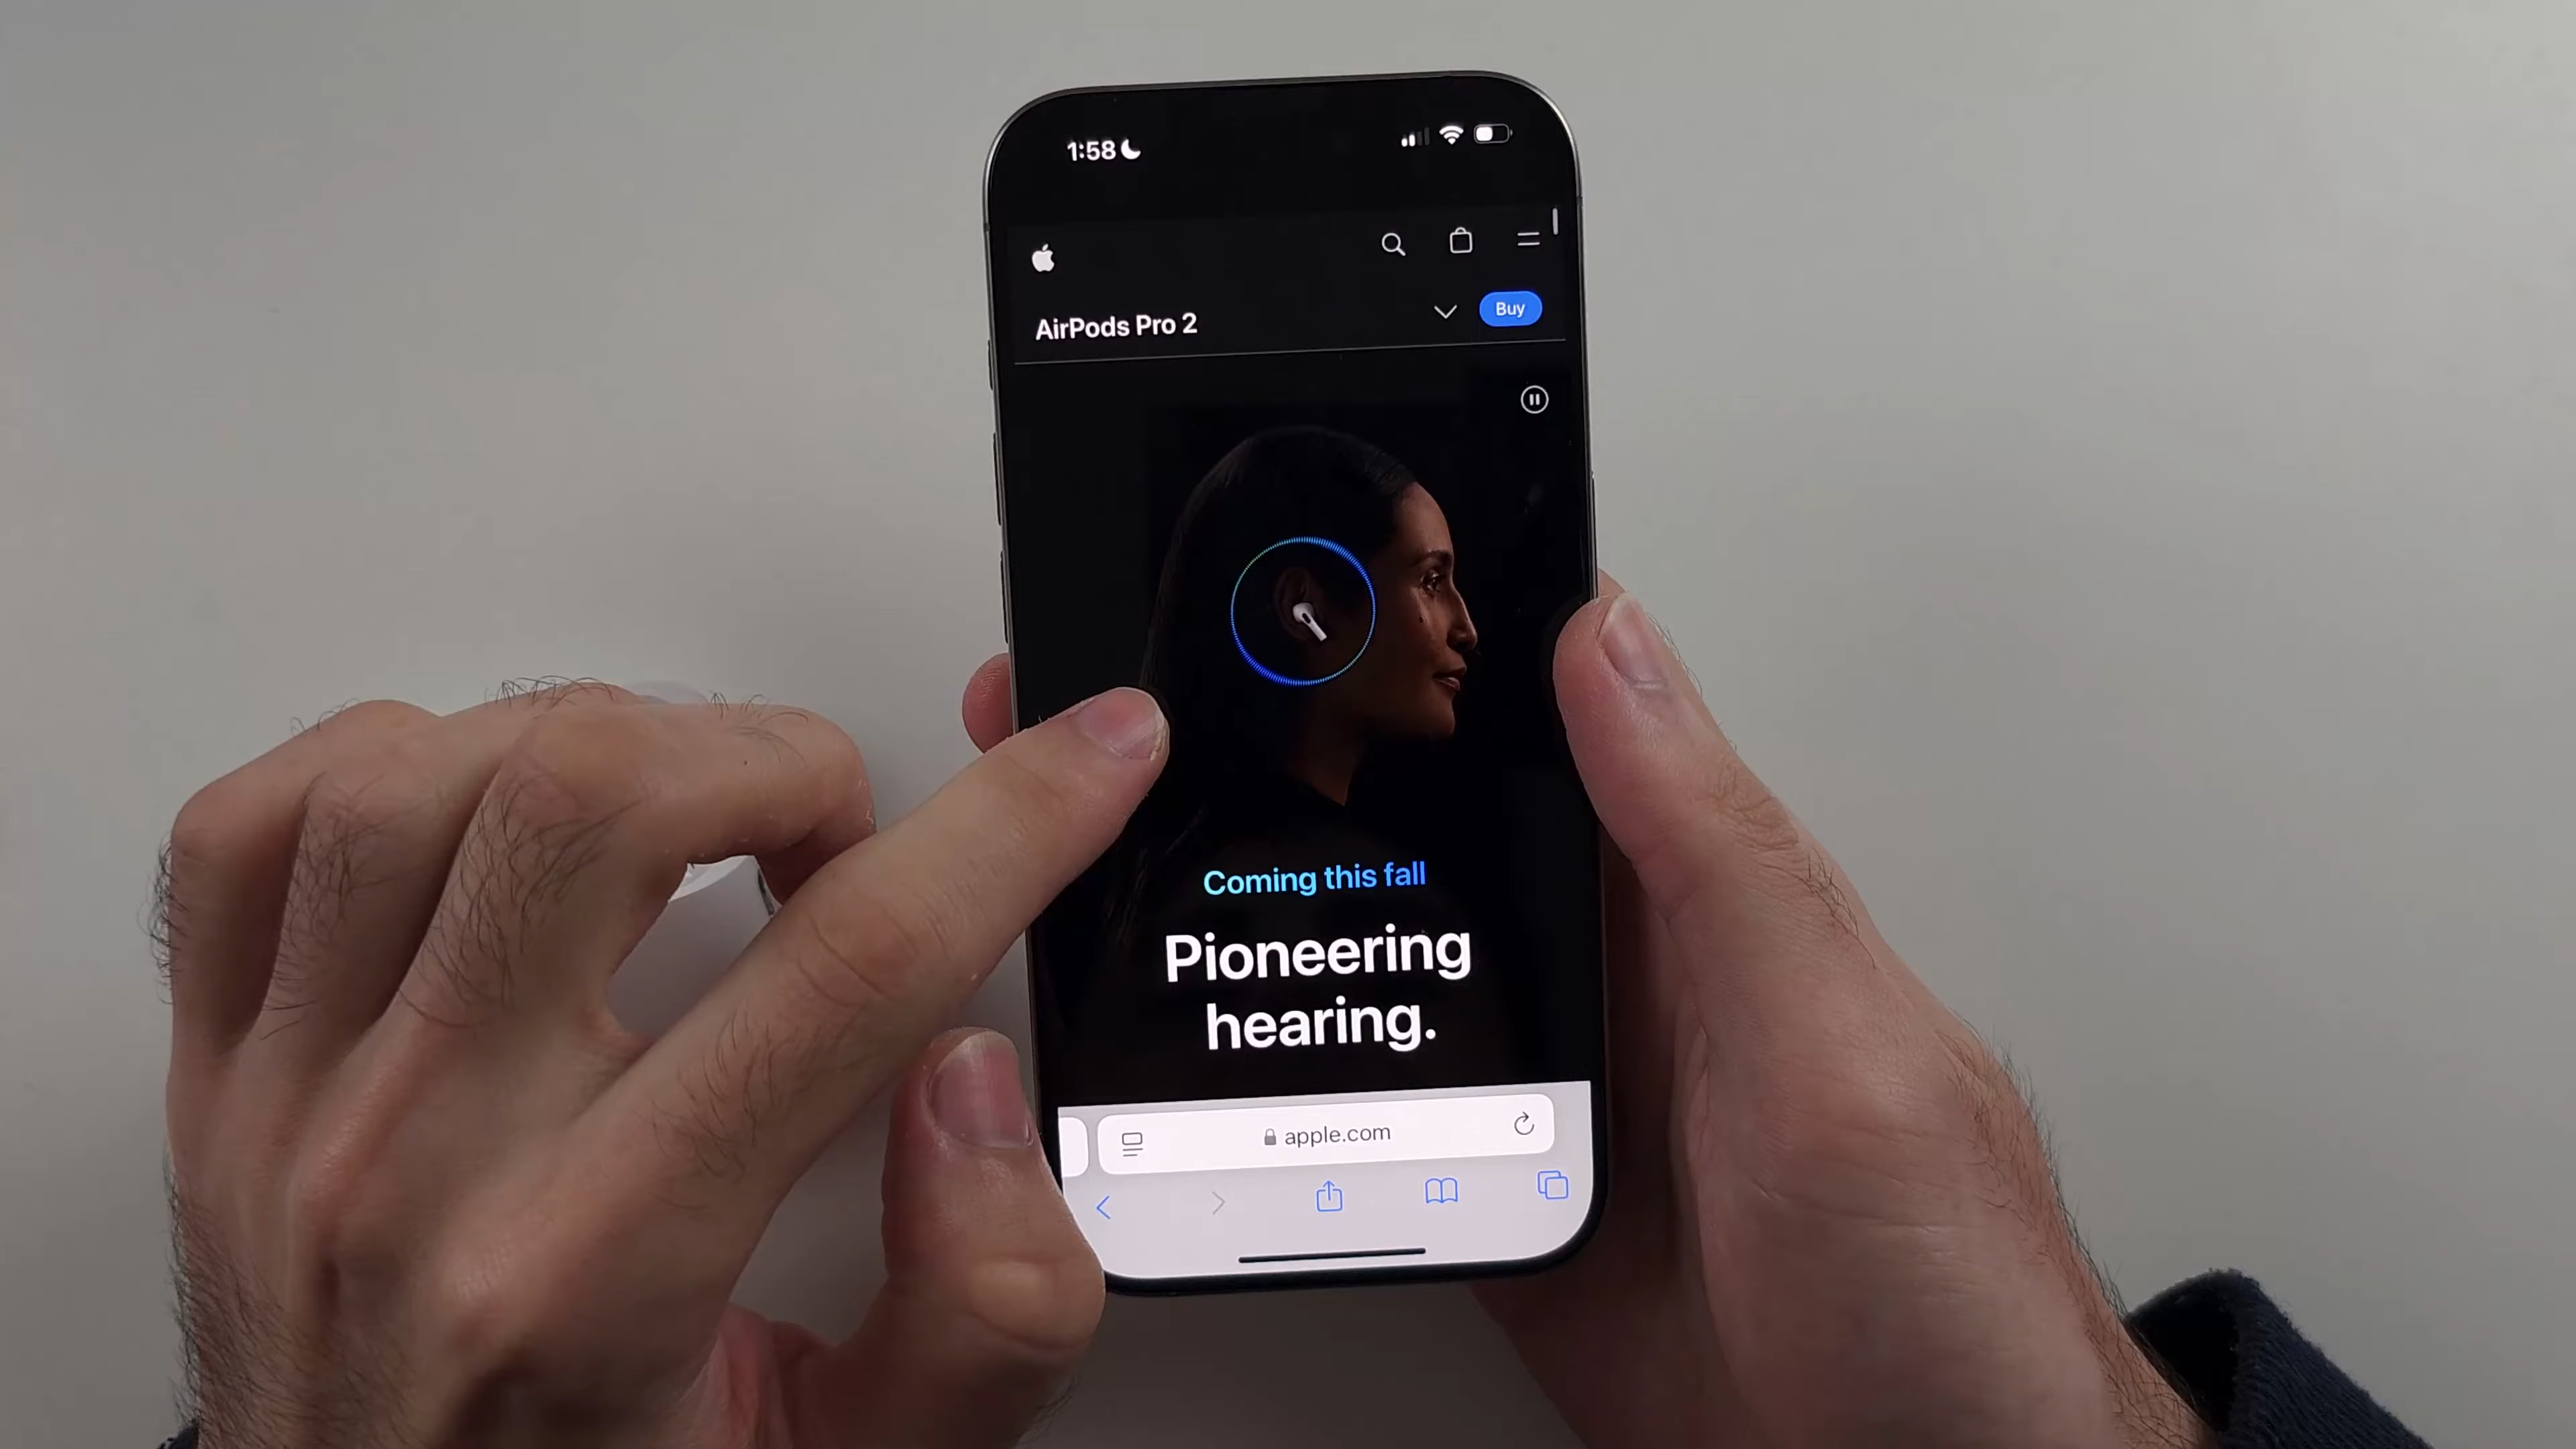 1:58
AirPods Pro 2
Buy
Coming this fall
Pioneering
hearing.
apple.com